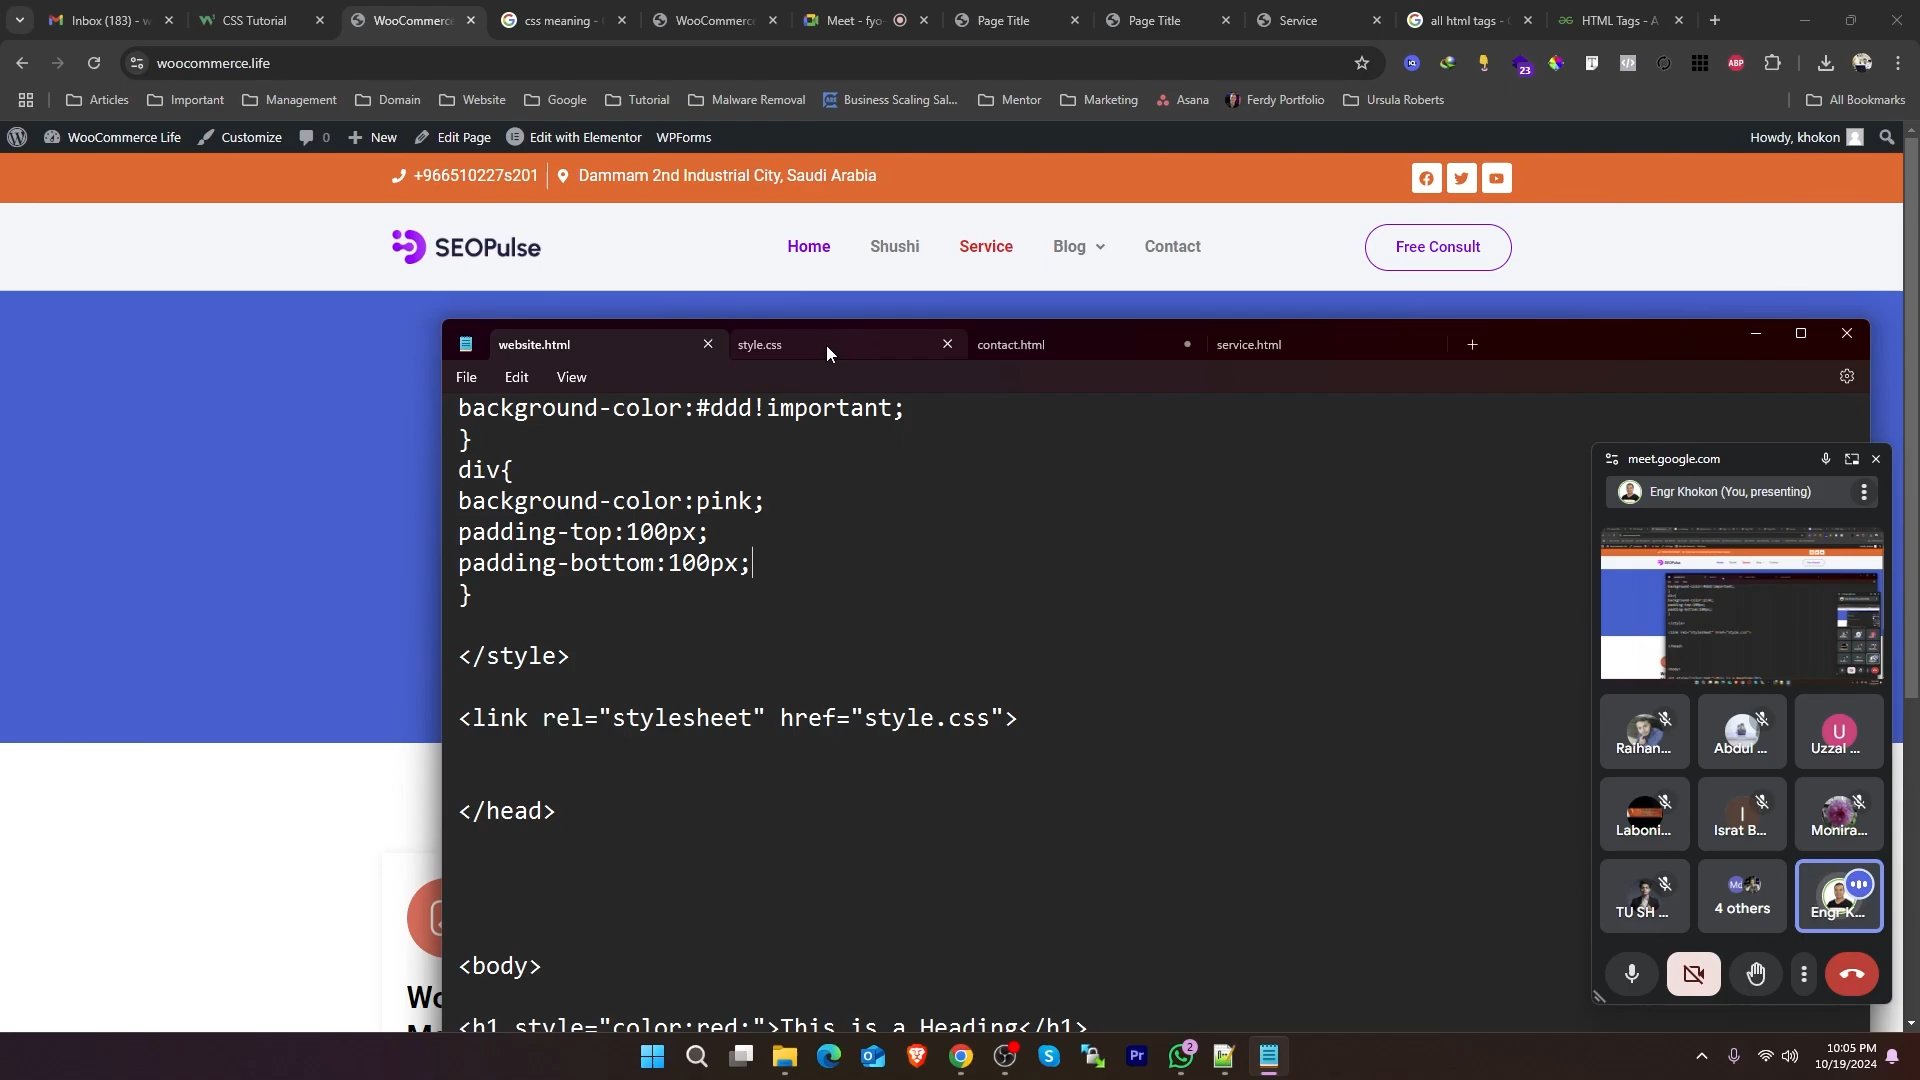 Inbox (183) - w
CSS Tutorial
WooCommerce
css meaning -
WooCommerc
Meet - fyo
Page Title
Page Title
Service
all html tags -
HTML Tags - A
woocommerce.life
23
ABP
Articles
Important
Management
Domain
Website
Google
Tutorial
Malware Removal
Business Scaling Sal...
Mentor
Marketing
Asana
Ferdy Portfolio
Ursula Roberts
All Bookmarks
WooCommerce Life
Customize
0
New
Edit Page
Edit with Elementor
WPForms
Howdy, khokon
+966510227s201
Dammam 2nd Industrial City, Saudi Arabia
SEOPulse
Home
Shushi
Service
Blog
Contact
Free Consult
website.html
style.css
contact.html
service.html
File
Edit
View
background-color:#ddd!important;
}
div{
background-color:pink;
padding-top:100px;
padding-bottom:100px;
}
</style>
<link rel="stylesheet" href="style.css">
</head>
<body>
<h1 style="color:red;">This is a Heading</h1>
meet.google.com
Engr Khokon (You, presenting)
Raihan...
Abdul ...
U
Uzzal ...
Laboni...
I
Israt B...
Monira...
TU SH ...
4 others
Engr K...
Wo
2
Pr
10:05 PM
10/19/2024